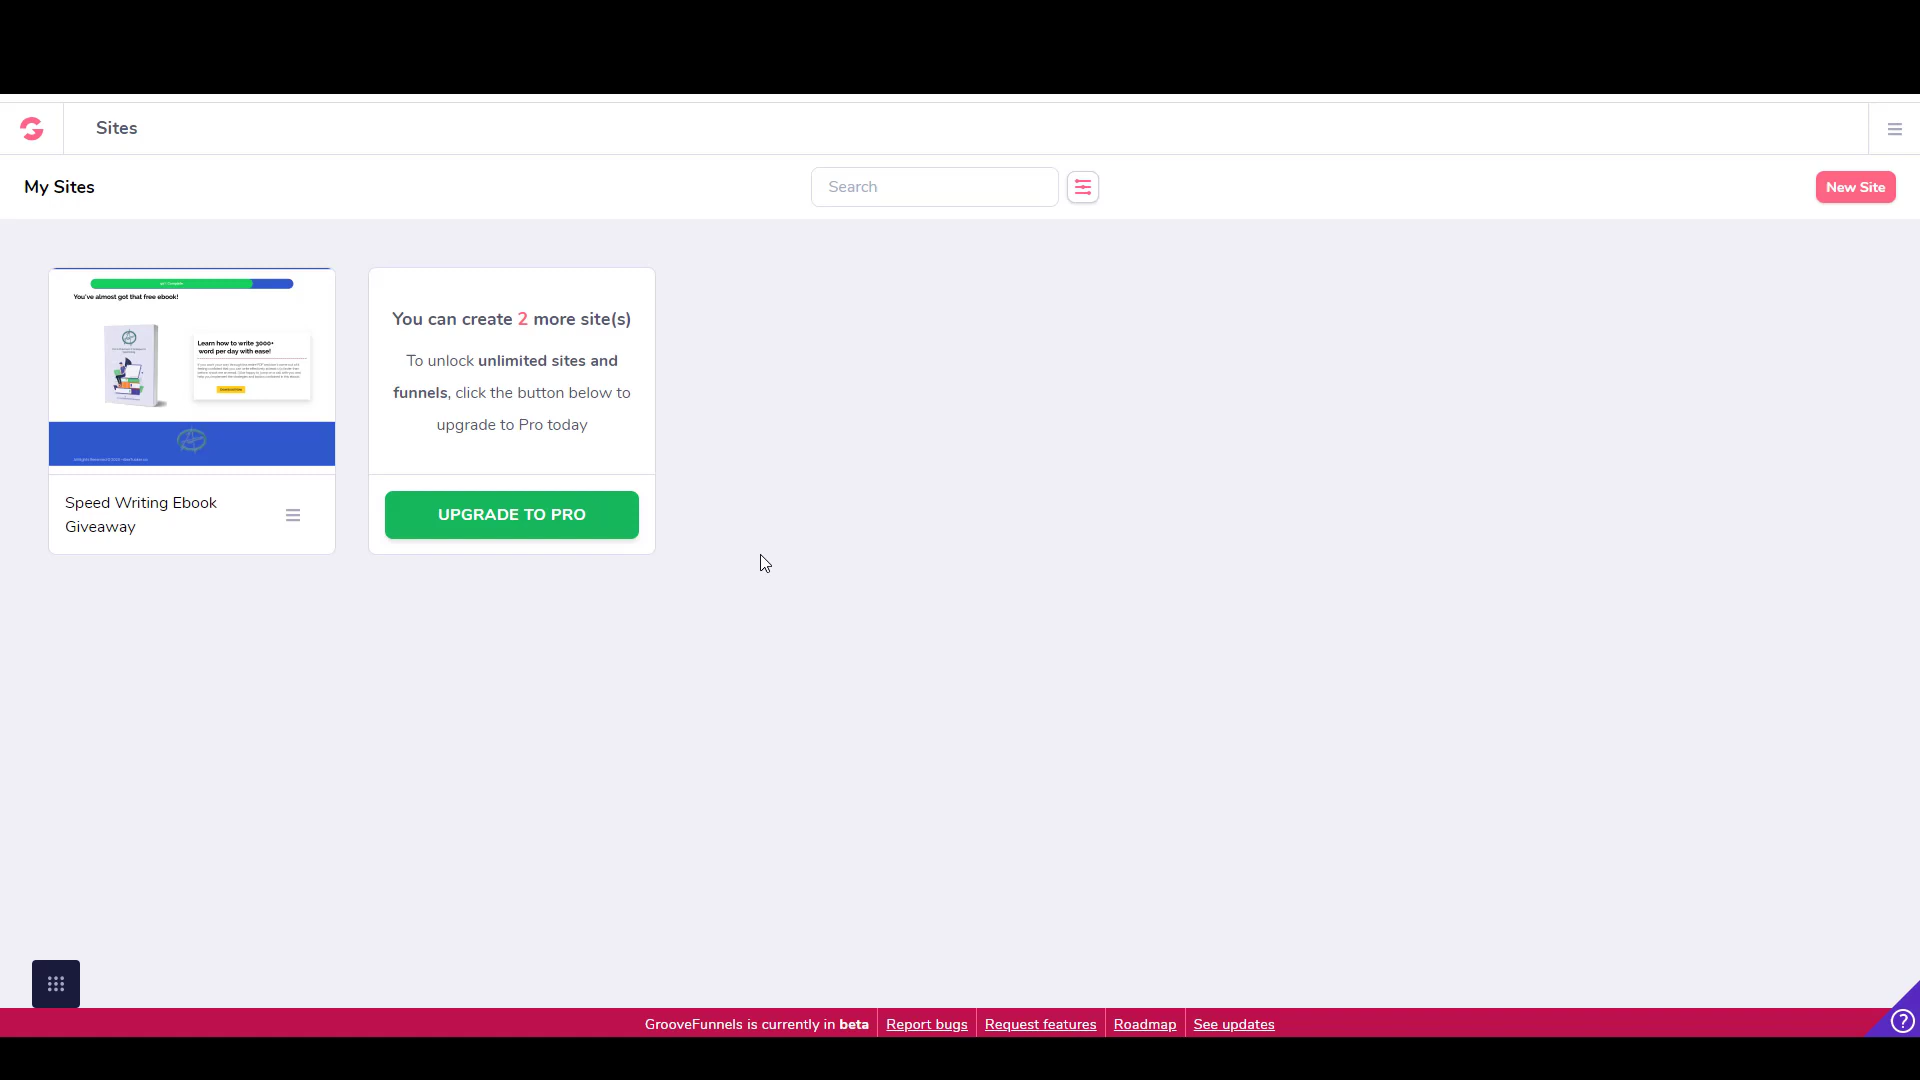 Sites
My Sites
Search
New Site
You've almost got that free ebook!
Learn how to write 3000+
word per day with ease!
Speed Writing Ebook
Giveaway
You can create 2 more site(s)
To unlock unlimited sites and
funnels, click the button below to
upgrade to Pro today
UPGRADE TO PRO
GrooveFunnels is currently in beta
Report bugs
Request features
Roadmap
See updates
?